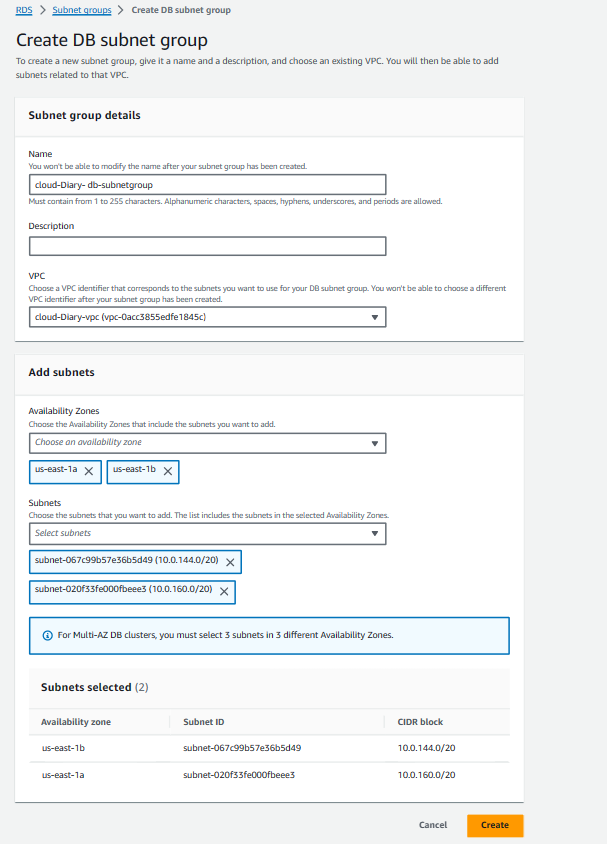 RDS > Subnet groups > Create DB subnet group
Create DB subnet group
To create a new subnet group, give it a name and a description, and choose an existing VPC. You will then be able to add
subnets related to that VPC.
Subnet group details
Name
You won't be able to modify the name after your subnet group has been created.
cloud-Diary- db-subnetgroup
Must contain from 1 to 255 characters. Alphanumeric characters, spaces, hyphens, underscores, and periods are allowed.
Description
VPC
Choose a VPC identifier that corresponds to the subnets you want to use for your DB subnet group. You won't be able to choose a different
VPC identifier after your subnet group has been created.
cloud-Diary-vpc (vpc-0acc3855edfe1845c)
Add subnets
Availability Zones
Choose the Availability Zones that include the subnets you want to add.
Choose an availability zone
us-east-1a us-east-1b
Subnets
Choose the subnets that you want to add. The list includes the subnets in the selected Availability Zones.
Select subnets
subnet-067c99b57e36b5d49 (10.0.144.0/20)
subnet-020f33fe000fbeee3 (10.0.160.0/20)
For Multi-AZ DB clusters, you must select 3 subnets in 3 different Availability Zones.
Subnets selected (2)
Availability zone Subnet ID CIDR block
us-east-1b subnet-067c99b57e36b5d49 10.0.144.0/20
us-east-1a subnet-020f33fe000fbeee3 10.0.160.0/20
Cancel Create